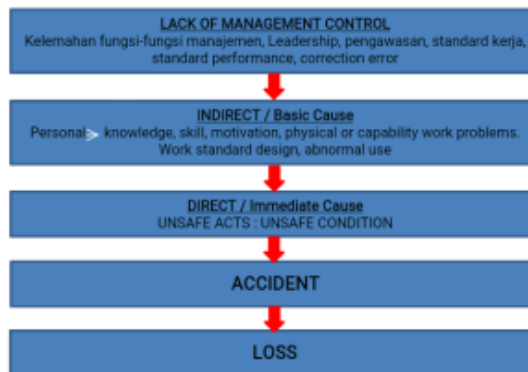 LACK OF MANAGEMENT CONTROL
Kelemahan fungsi-fungsi manajemen, Leadership, pengawasan, standard kerja,
standard performance, correction error
INDIRECT / Basic Cause
Personal > knowledge, skill, motivation, physical or capability work problems.
Work standard design, abnormal use
DIRECT / Immediate Cause
UNSAFE ACTS : UNSAFE CONDITION
ACCIDENT
LOSS